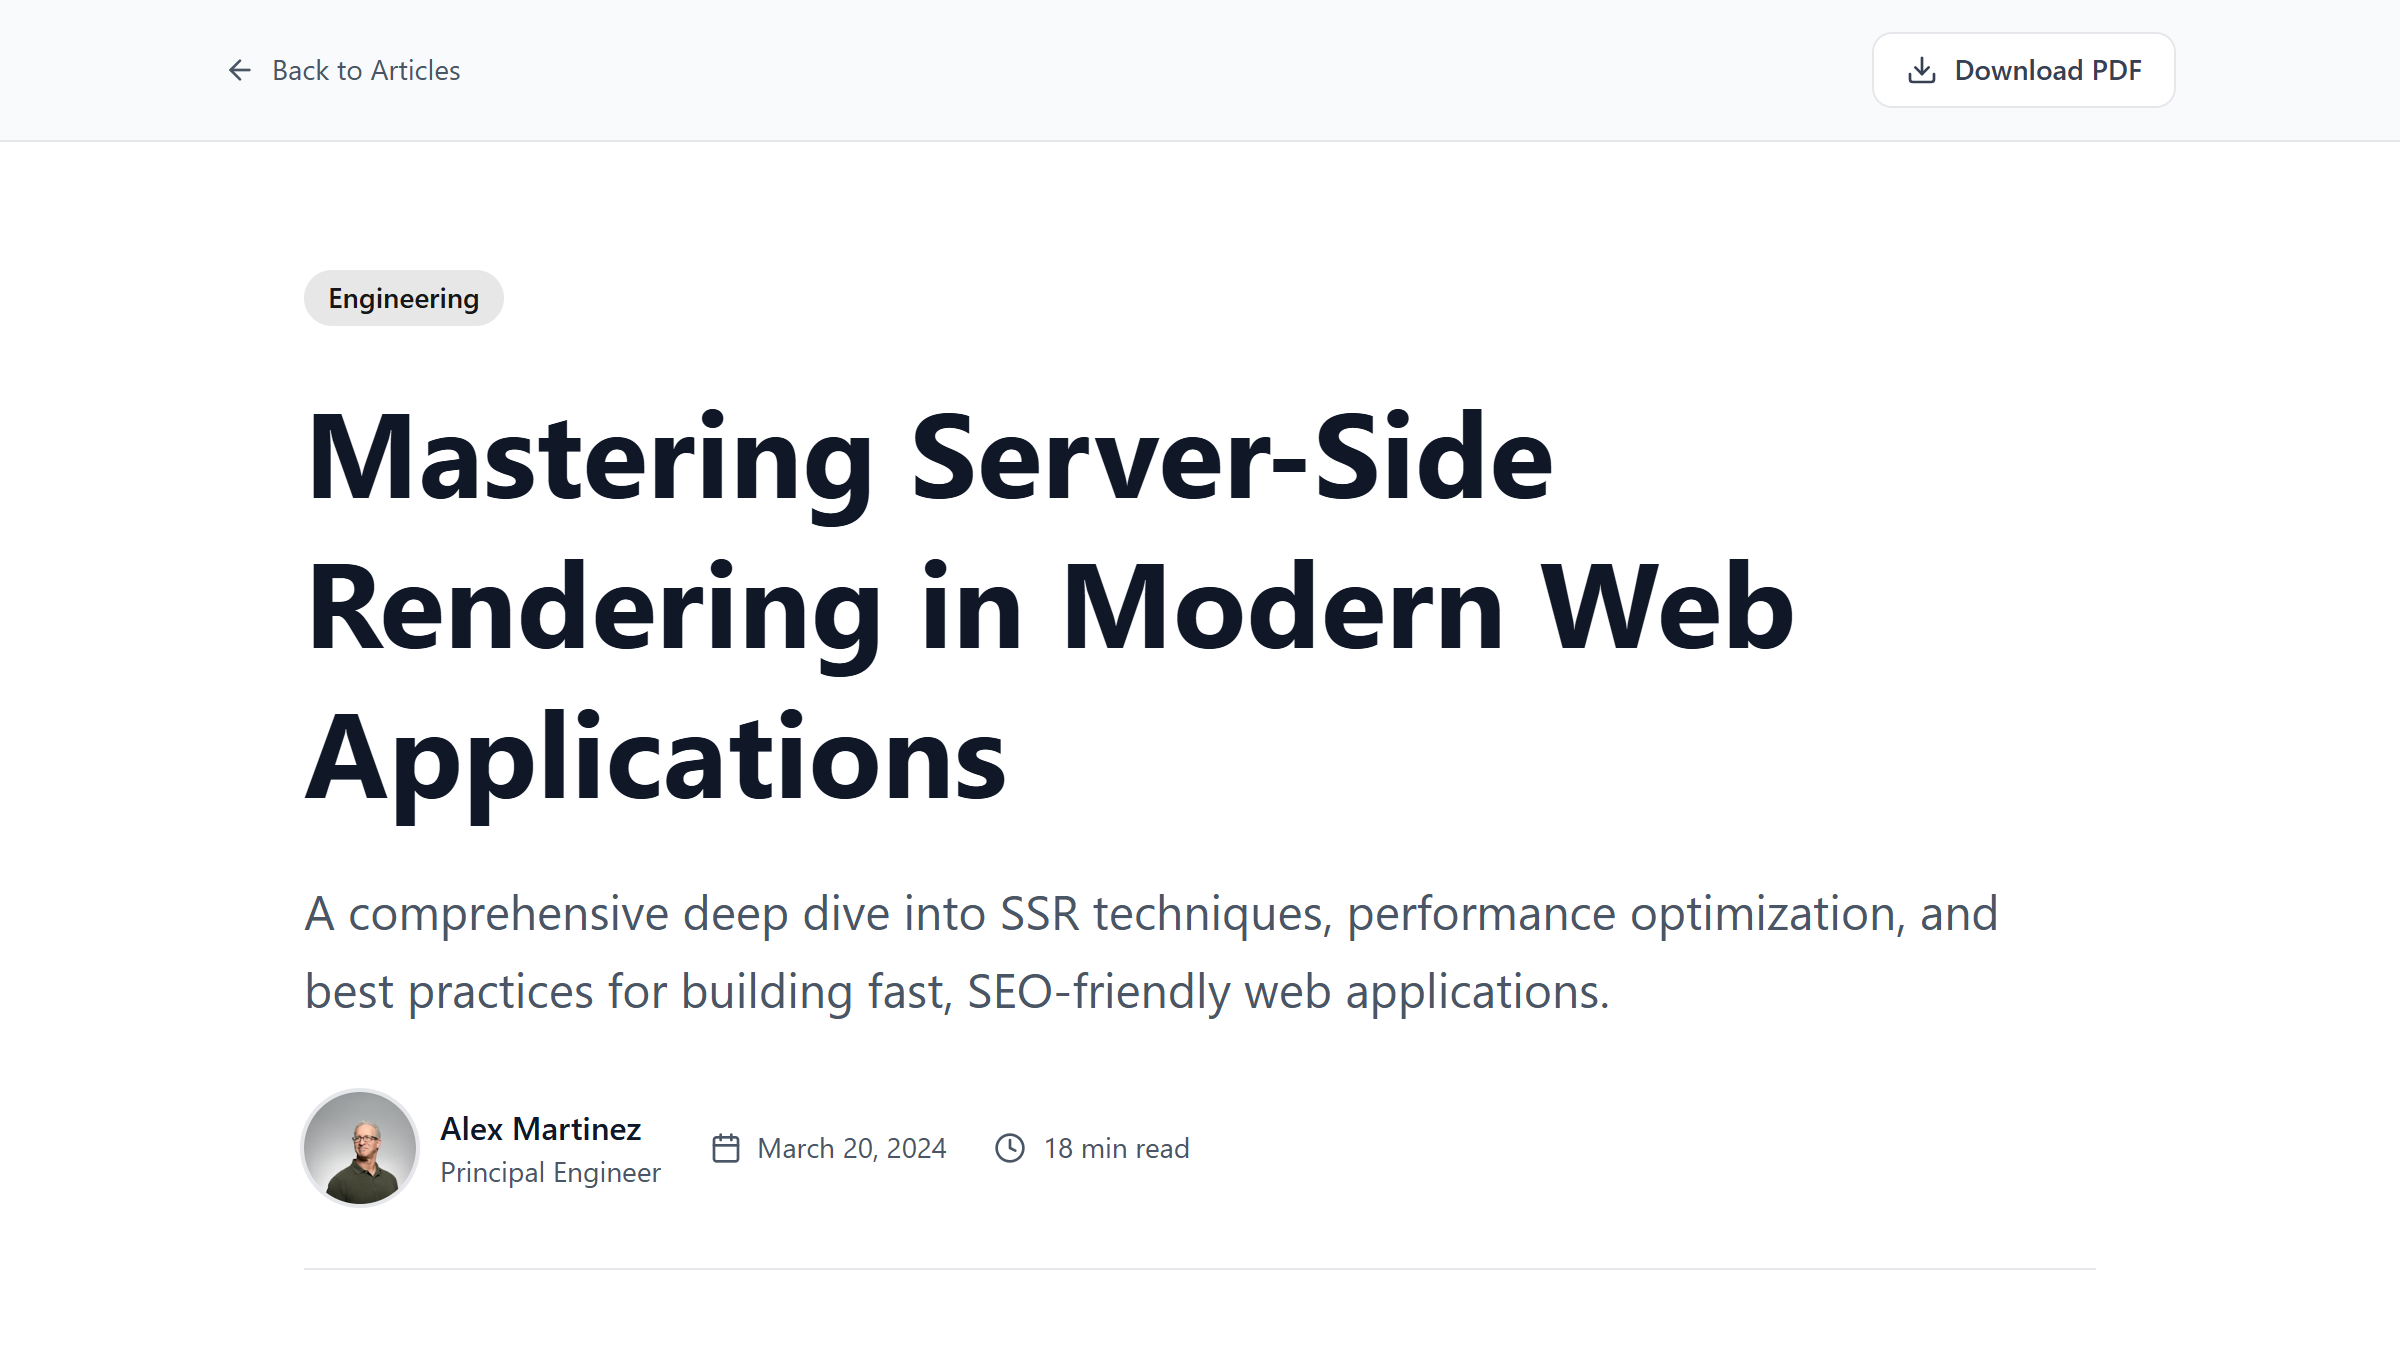 Back to Articles
Download PDF
Engineering
Mastering Server-Side
Rendering in Modern Web
Applications
A comprehensive deep dive into SSR techniques, performance optimization, and
best practices for building fast, SEO-friendly web applications.
Alex Martinez
Principal Engineer
March 20, 2024
18 min read